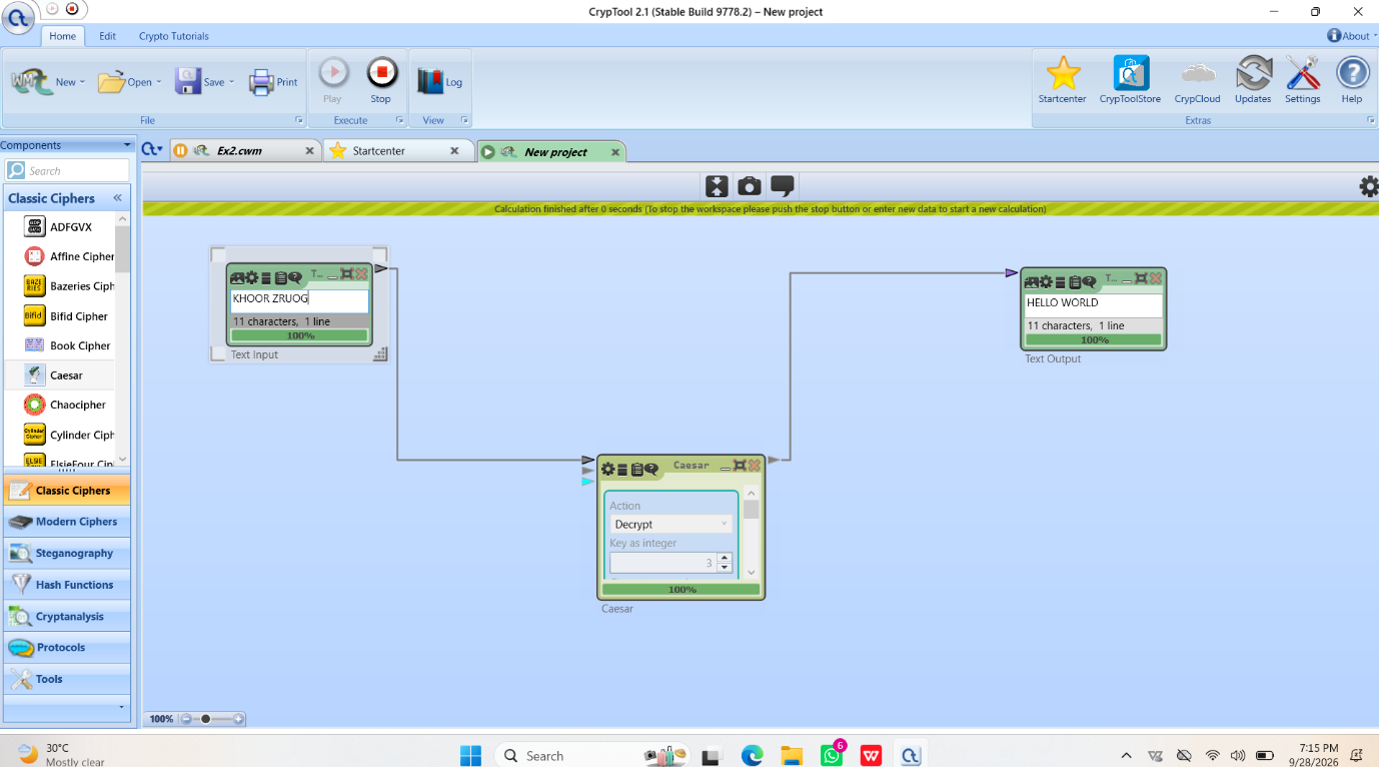 CrypTool 2.1 (Stable Build 9778.2) – New project
Home Edit Crypto Tutorials About
New Open Save Print Play Stop Log Startcenter CrypToolStore CrypCloud Updates Settings Help
File Execute View Extras
Components
Ex2.cwm Startcenter New project
Search
Classic Ciphers
Calculation finished after 0 seconds (To stop the workspace please push the stop button or enter new data to start a new calculation)
ADFGVX
Affine Cipher
Bazeries Ciph
Bifid Cipher
Book Cipher
Caesar
Chaocipher
Cylinder Ciph
ElsieFour Cin
Classic Ciphers
Modern Ciphers
Steganography
Hash Functions
Cryptanalysis
Protocols
Tools
T...
KHOOR ZRUOG
11 characters, 1 line
100%
Text Input
T...
HELLO WORLD
11 characters, 1 line
100%
Text Output
Caesar
Action
Decrypt
Key as integer
3
100%
Caesar
100%
30°C
Mostly clear
Search
6
7:15 PM
9/28/2026